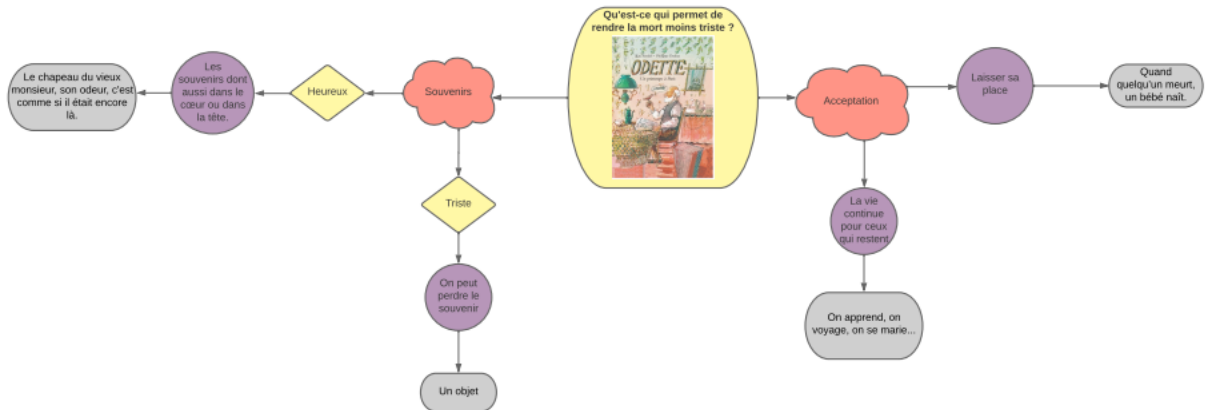 Qu'est-ce qui permet de
rendre la mort moins triste ?
ODETTE
Souvenirs
Heureux
Les
souvenirs dont
aussi dans le
cœur ou dans
la tête.
Le chapeau du vieux
monsieur, son odeur, c'est
comme si il était encore
là.
Triste
On peut
perdre le
souvenir
Un objet
Acceptation
Laisser sa
place
Quand
quelqu'un meurt,
un bébé naît.
La vie
continue
pour ceux
qui restent
On apprend, on
voyage, on se marie...